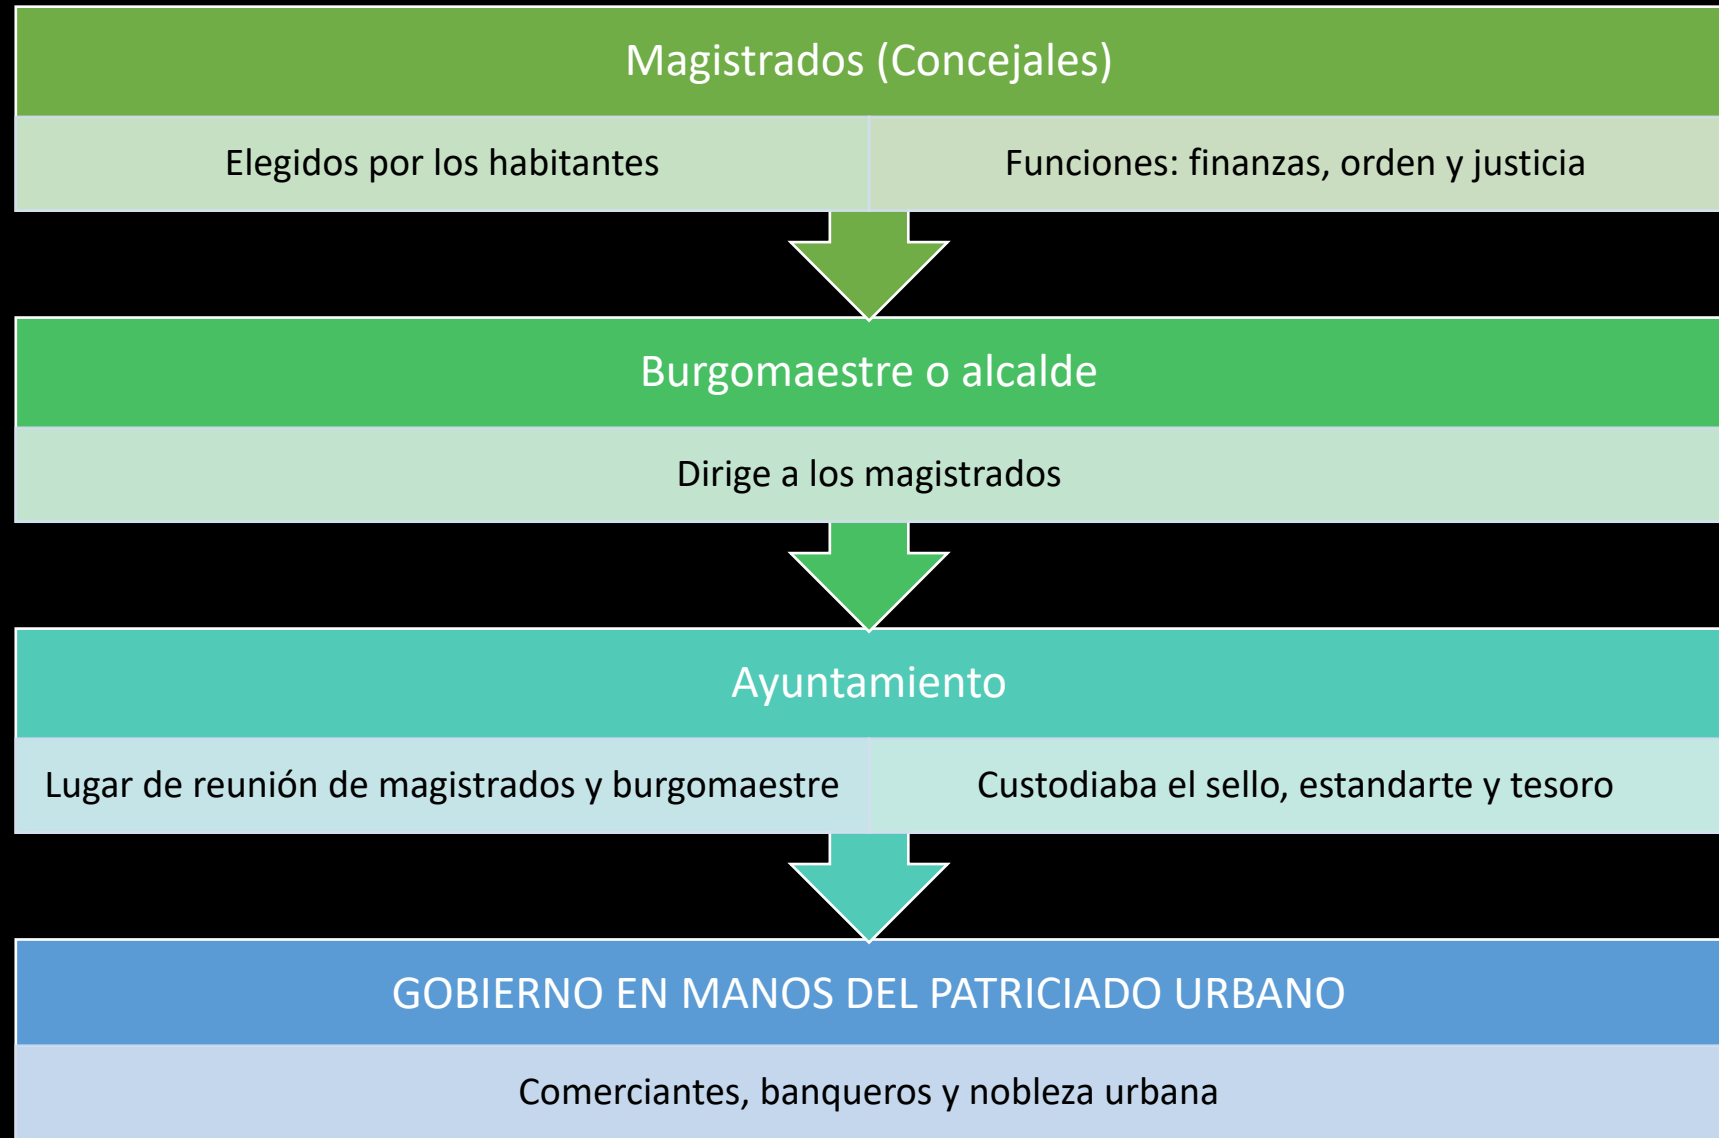 Magistrados (Concejales)
Elegidos por los habitantes
Funciones: finanzas, orden y justicia
Burgomaestre o alcalde
Dirige a los magistrados
Ayuntamiento
Lugar de reunión de magistrados y burgomaestre
Custodiaba el sello, estandarte y tesoro
GOBIERNO EN MANOS DEL PATRICIADO URBANO
Comerciantes, banqueros y nobleza urbana